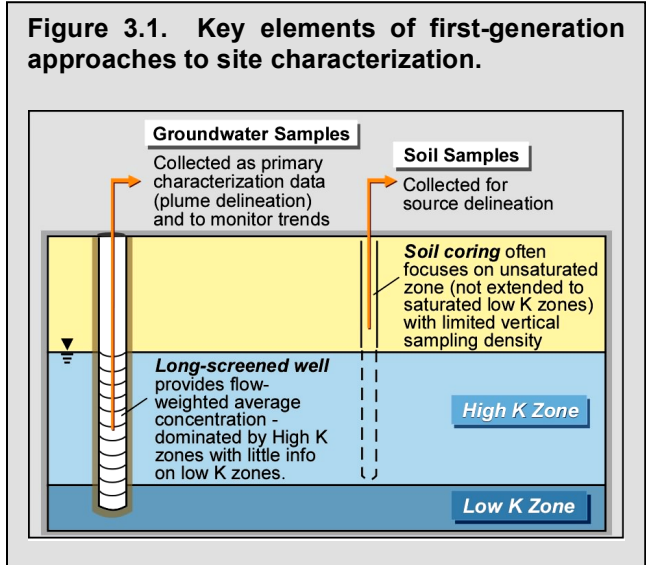 Figure 3.1. Key elements of first-generation
approaches to site characterization.
Groundwater Samples
Collected as primary
characterization data
(plume delineation)
and to monitor trends
Soil Samples
Collected for
source delineation
Soil coring often
focuses on unsaturated
zone (not extended to
saturated low K zones)
with limited vertical
sampling density
Long-screened well
provides flow-
weighted average
concentration -
dominated by High K
zones with little info
on low K zones.
High K Zone
Low K Zone